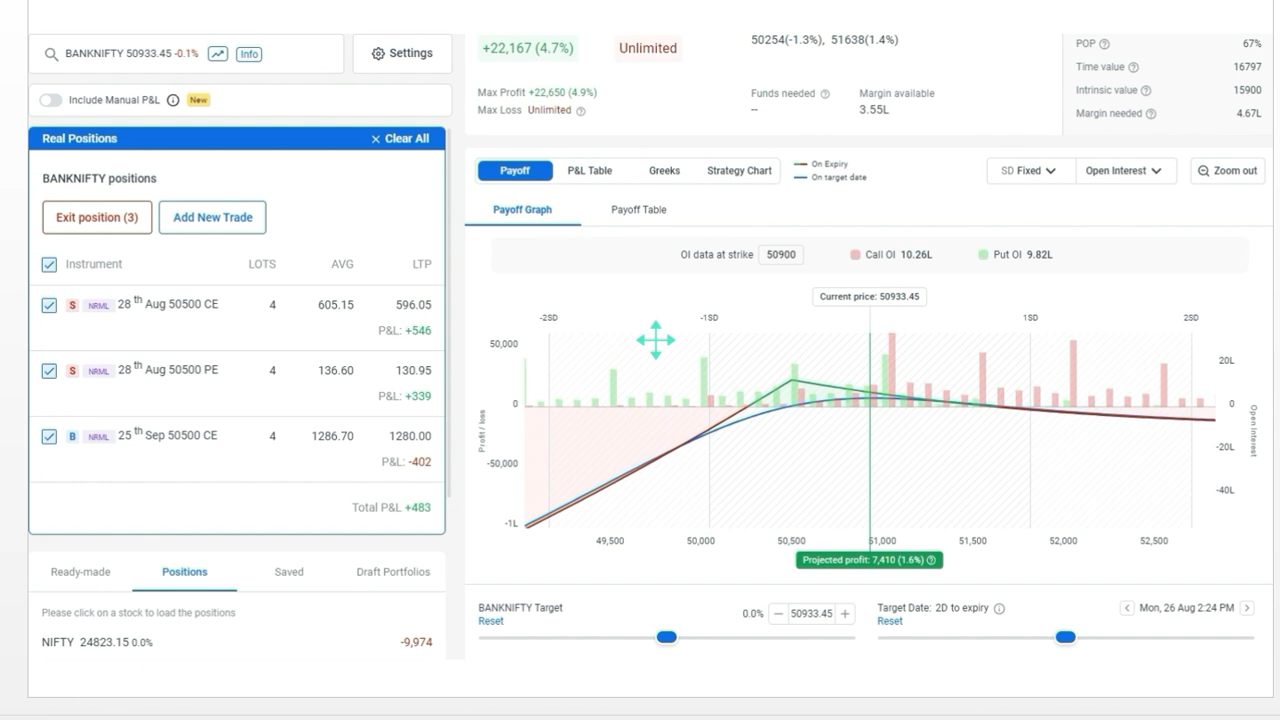 BANKNIFTY 50933.45 -0.1% Info
Settings
Include Manual P&L New
Real Positions
Clear All
BANKNIFTY positions
Exit position (3)
Add New Trade
Instrument LOTS AVG LTP
S NRML 28 th Aug 50500 CE 4 605.15 596.05
P&L: +546
S NRML 28 th Aug 50500 PE 4 136.60 130.95
P&L: +339
B NRML 25 th Sep 50500 CE 4 1286.70 1280.00
P&L: -402
Total P&L +483
Ready-made Positions Saved Draft Portfolios
Please click on a stock to load the positions
NIFTY 24823.15 0.0% -9,974
+22,167 (4.7%) Unlimited 50254(-1.3%), 51638(1.4%)
Max Profit +22,650 (4.9%)
Max Loss Unlimited
Funds needed
--
Margin available
3.55L
POP 67%
Time value 16797
Intrinsic value 15900
Margin needed 4.67L
Payoff P&L Table Greeks Strategy Chart
On Expiry
On target date
SD Fixed Open Interest Zoom out
Payoff Graph Payoff Table
OI data at strike 50900 Call OI 10.26L Put OI 9.82L
Current price: 50933.45
-2SD -1SD 1SD 2SD
50,000
0
-50,000
-1L
Profit / loss
20L
0
-20L
-40L
Open Interest
49,500 50,000 50,500 51,000 51,500 52,000 52,500
Projected profit: 7,410 (1.6%)
BANKNIFTY Target
Reset
0.0% − 50933.45 +
Target Date: 2D to expiry
Reset
Mon, 26 Aug 2:24 PM